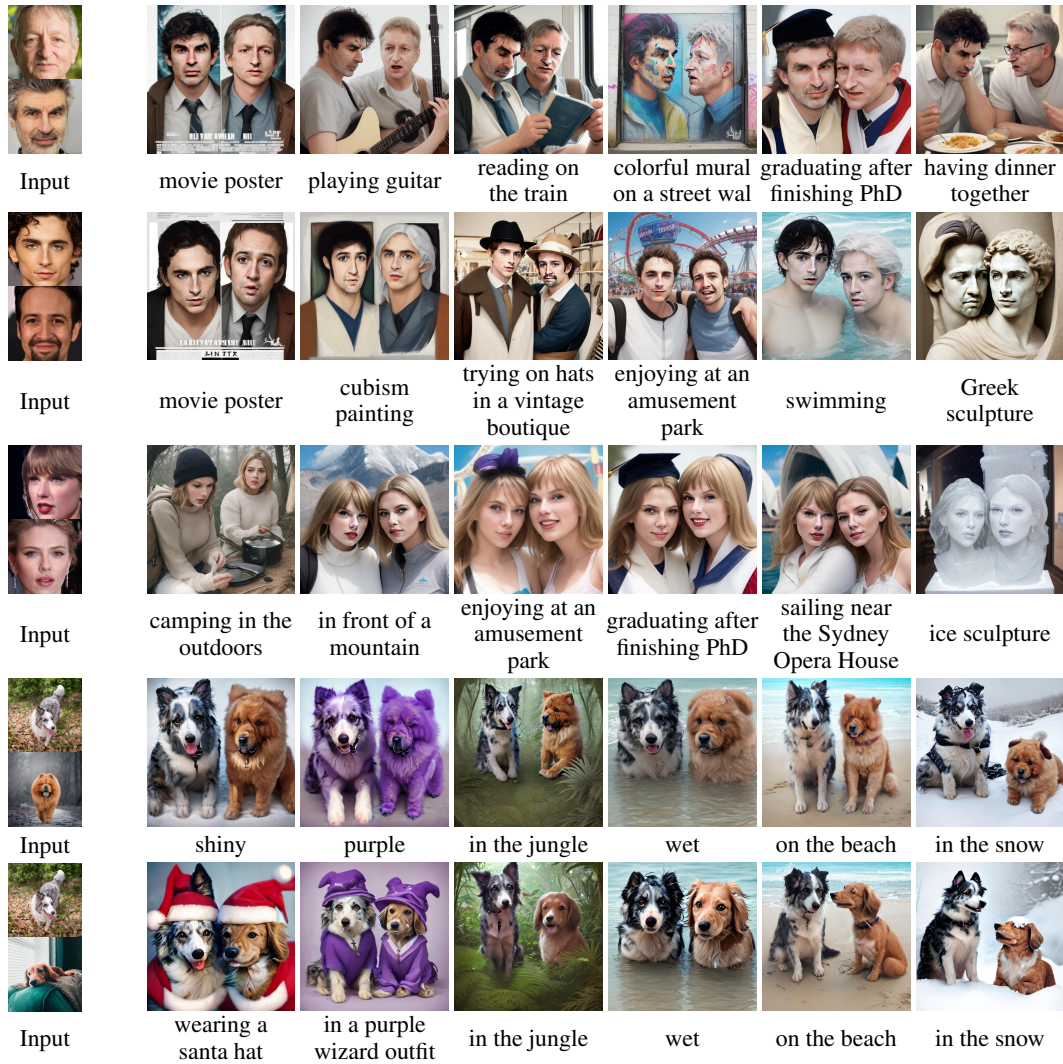 Input
movie poster
playing guitar
reading on
the train
colorful mural
on a street wal
graduating after
finishing PhD
having dinner
together
Input
movie poster
cubism
painting
trying on hats
in a vintage
boutique
enjoying at an
amusement
park
swimming
Greek
sculpture
Input
camping in the
outdoors
in front of a
mountain
enjoying at an
amusement
park
graduating after
finishing PhD
sailing near
the Sydney
Opera House
ice sculpture
Input
shiny
purple
in the jungle
wet
on the beach
in the snow
Input
wearing a
santa hat
in a purple
wizard outfit
in the jungle
wet
on the beach
in the snow